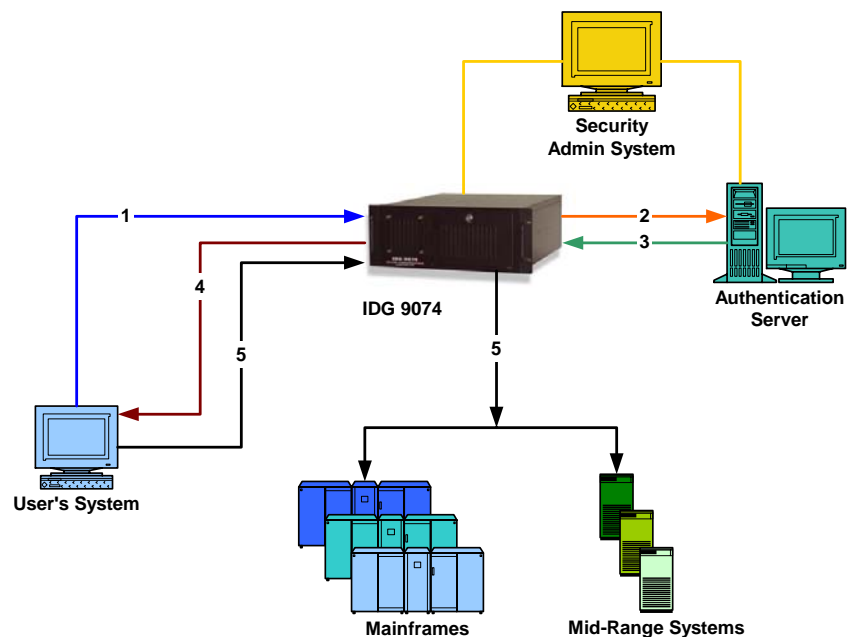 Security
Admin System
1
2
3
IDG 9074
Authentication
Server
4
5
5
User's System
Mainframes
Mid-Range Systems